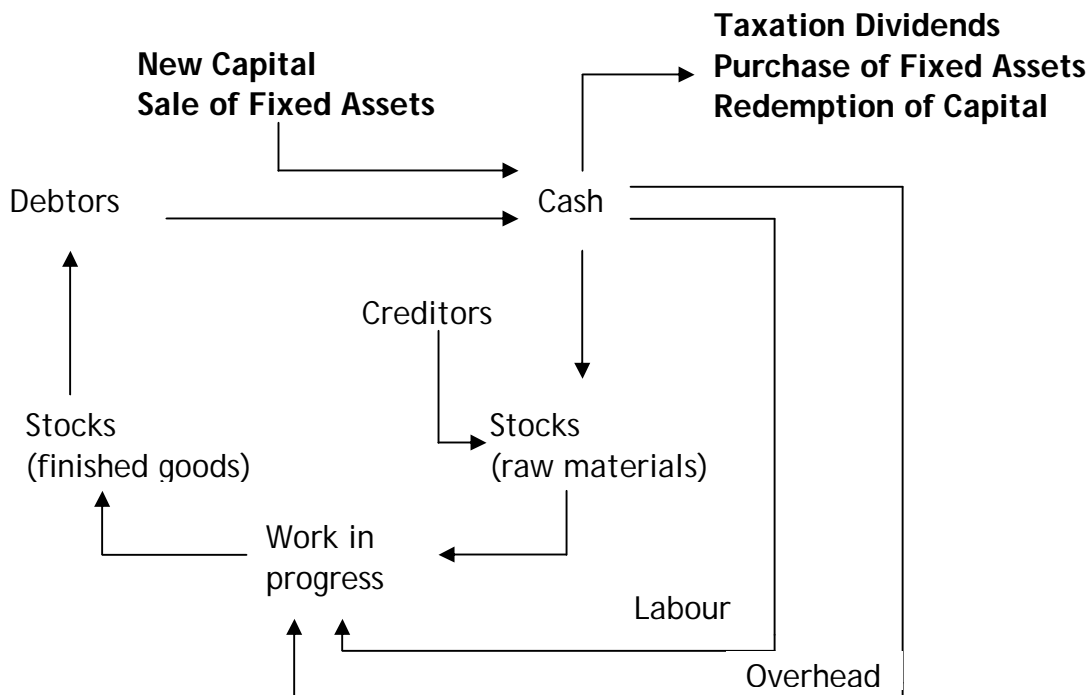 Taxation Dividends
Purchase of Fixed Assets
Redemption of Capital
New Capital
Sale of Fixed Assets
Debtors
Cash
Creditors
Stocks
(finished goods)
Stocks
(raw materials)
Work in
progress
Labour
Overhead